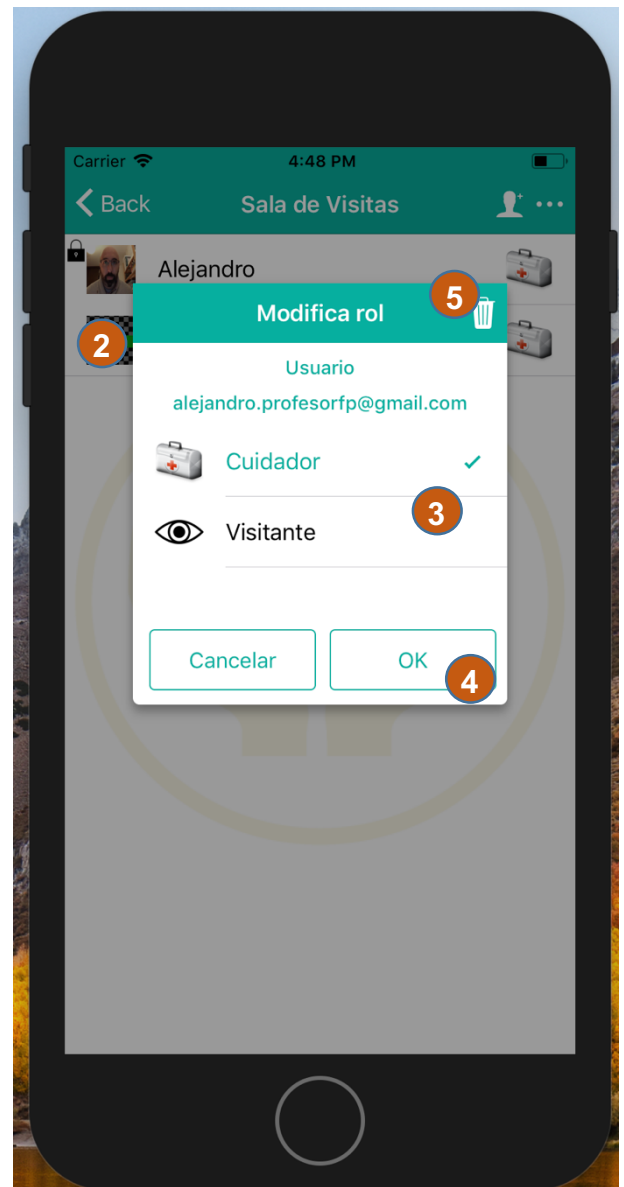 Carrier 4:48 PM
Back Sala de Visitas
Alejandro
5
Modifica rol
2
Usuario
alejandro.profesorfp@gmail.com
Cuidador
3
Visitante
Cancelar OK
4